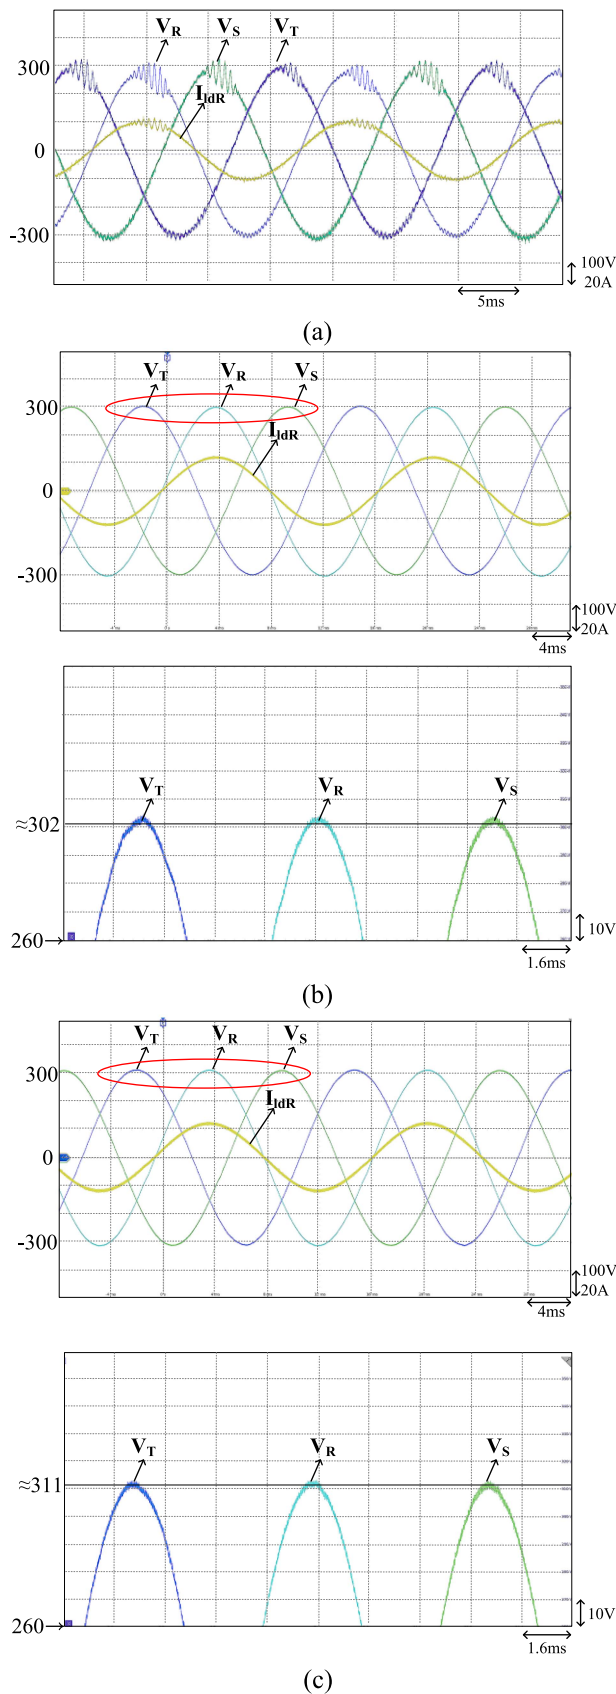 V_R V_S V_T
300
I_ldR
0
-300
100V
20A
5ms
(a)
V_T V_R V_S
300
I_ldR
0
-300
100V
20A
4ms
V_T V_R V_S
≈302
260
10V
1.6ms
(b)
V_T V_R V_S
300
I_ldR
0
-300
100V
20A
4ms
V_T V_R V_S
≈311
260
10V
1.6ms
(c)